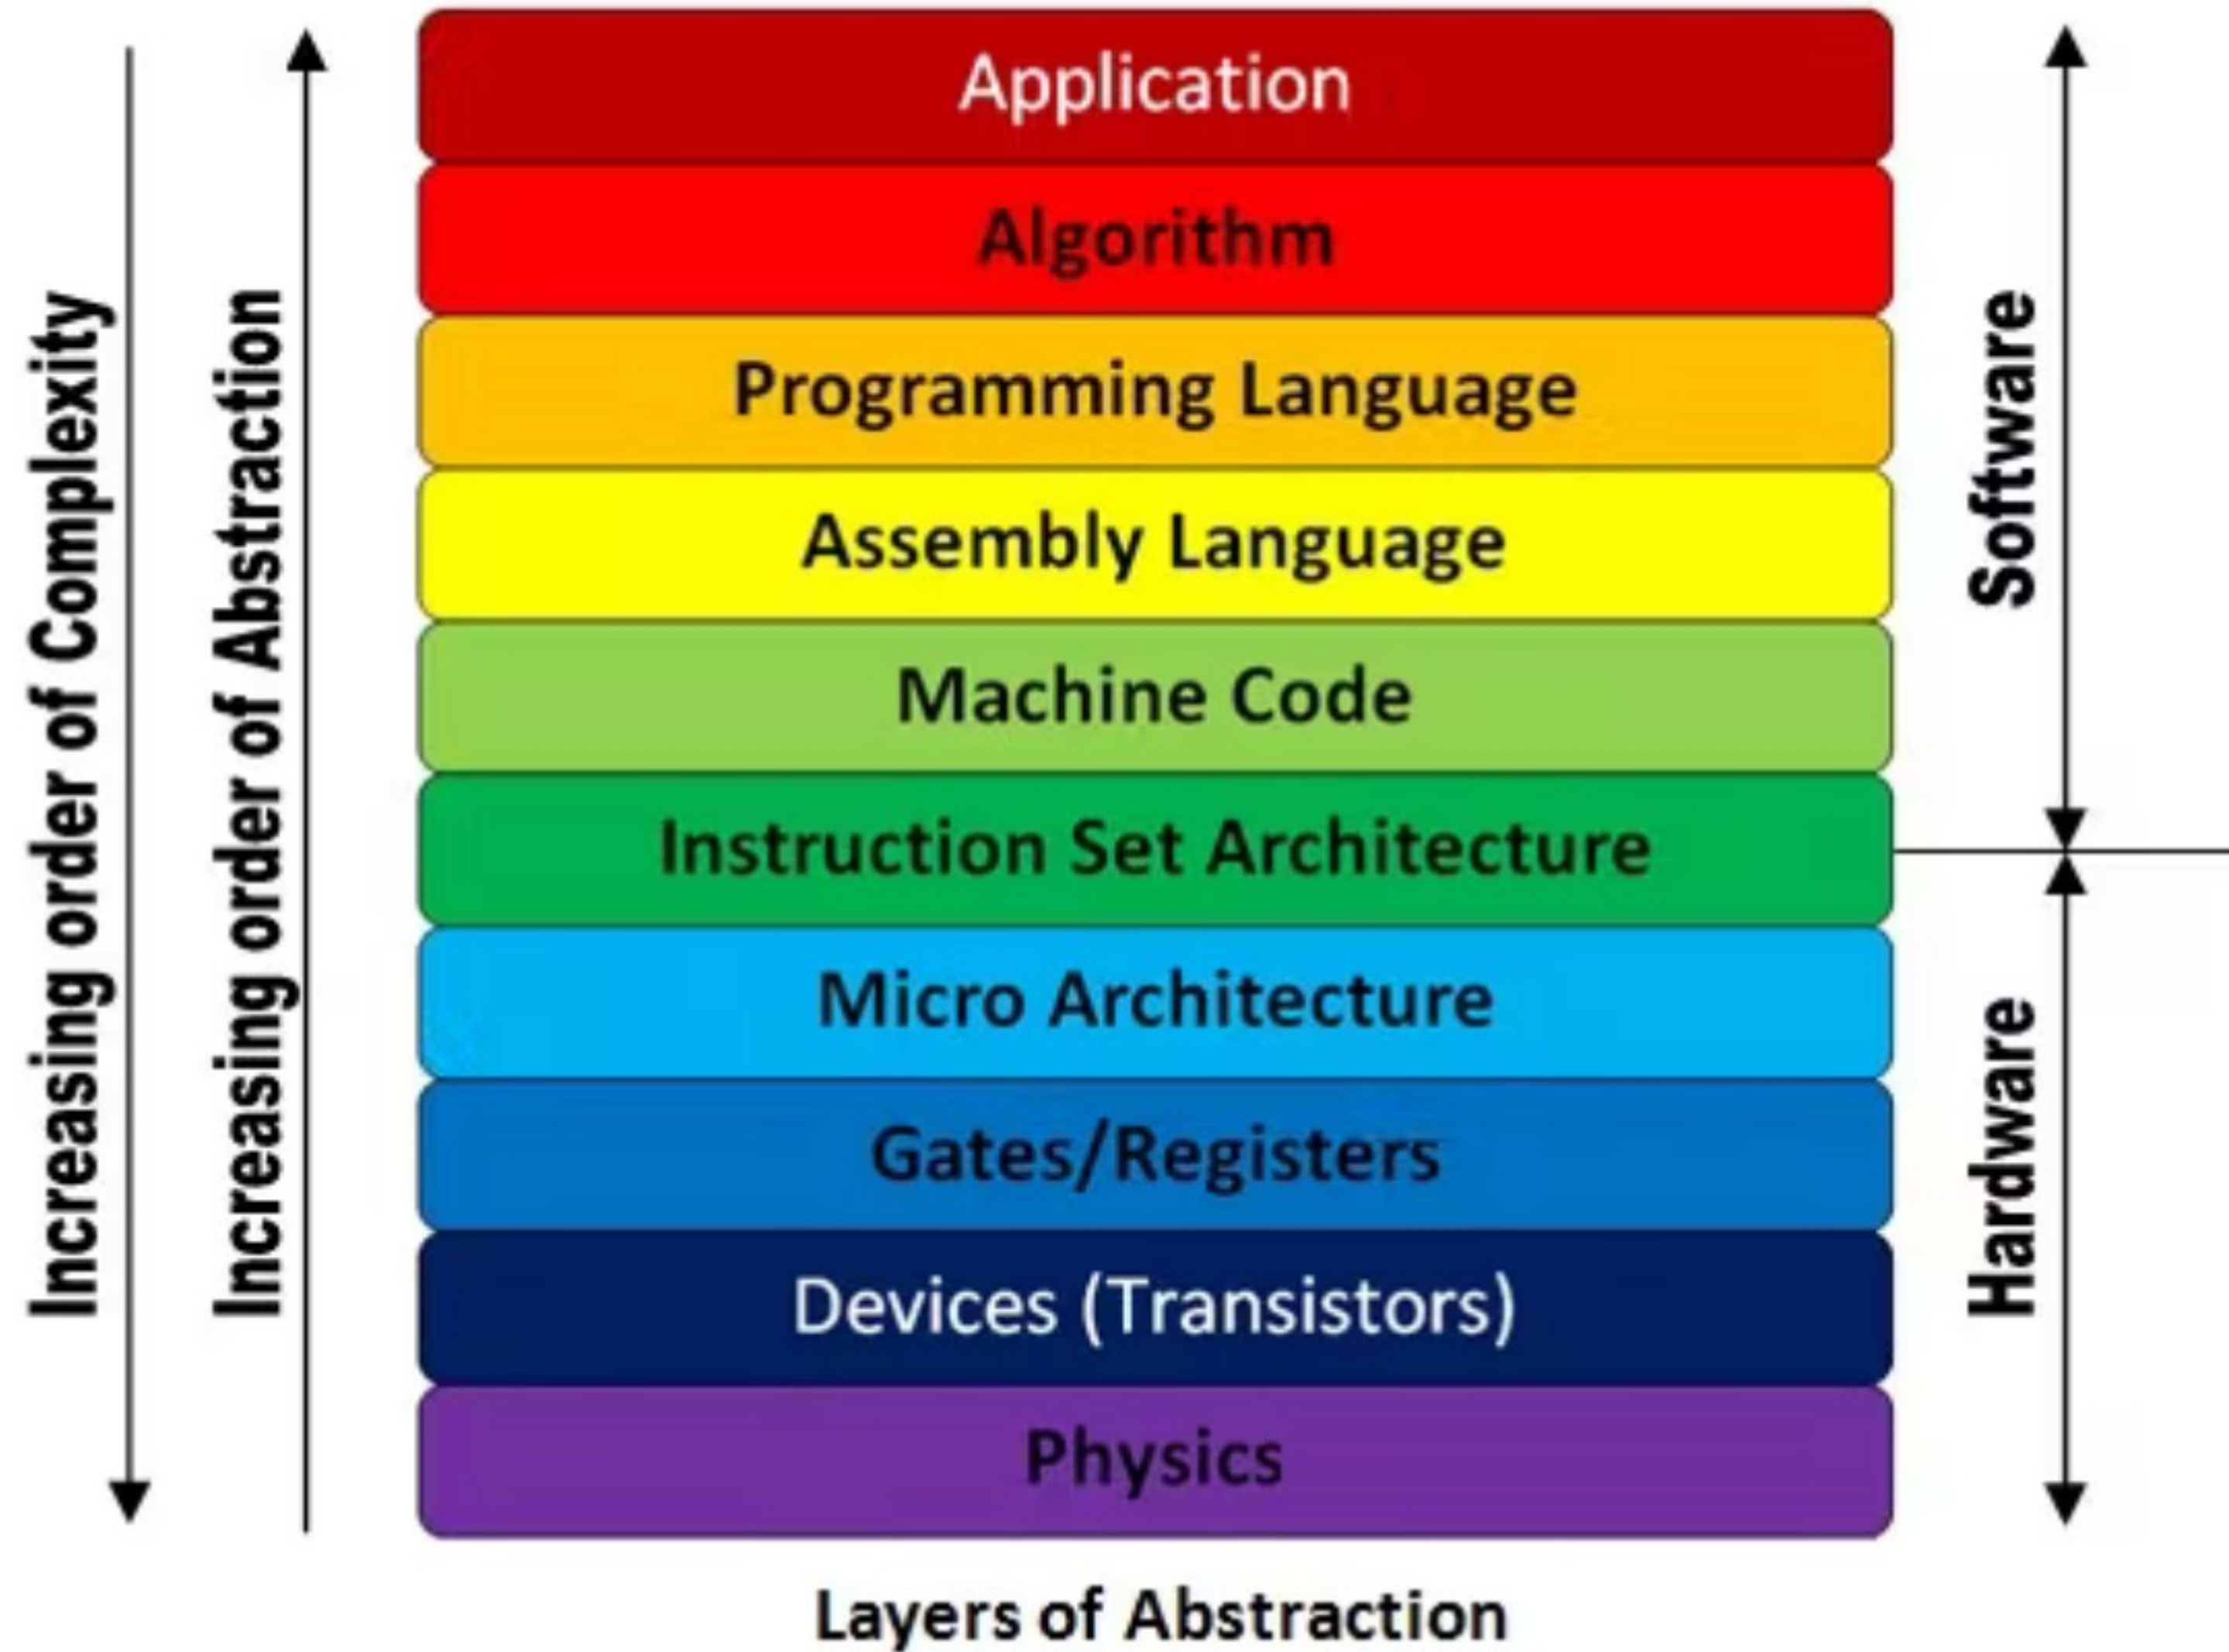 Increasing order of Complexity
Increasing order of Abstraction
Application
Algorithm
Programming Language
Assembly Language
Machine Code
Instruction Set Architecture
Micro Architecture
Gates/Registers
Devices (Transistors)
Physics
Software
Hardware
Layers of Abstraction